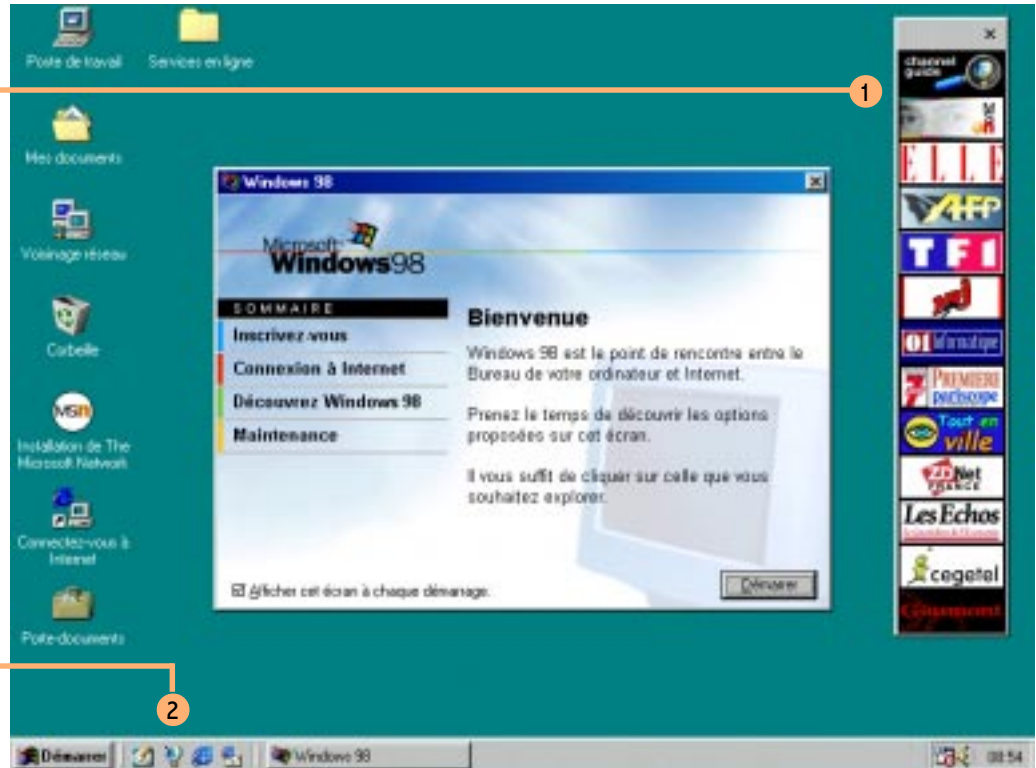 Poste de travail
Services en ligne
Mes documents
Voisinage réseau
Corbeille
msn
Installation de The
Microsoft Network
Connectez-vous à
Internet
Porte-documents
1
2
Windows 98
Microsoft
Windows98
SOMMAIRE
Inscrivez-vous
Connexion à Internet
Découvrez Windows 98
Maintenance
Bienvenue
Windows 98 est le point de rencontre entre le
Bureau de votre ordinateur et Internet.
Prenez le temps de découvrir les options
proposées sur cet écran.
Il vous suffit de cliquer sur celle que vous
souhaitez explorer.
Afficher cet écran à chaque démarrage.
Démarrer
channel
guide
ELLE
AFP
TF1
nrj
01 Informatique
PREMIERE
pariscope
Tout en
ville
ZDNet
FRANCE
Les Echos
cegetel
Gaumont
Démarrer
Windows 98
08:54